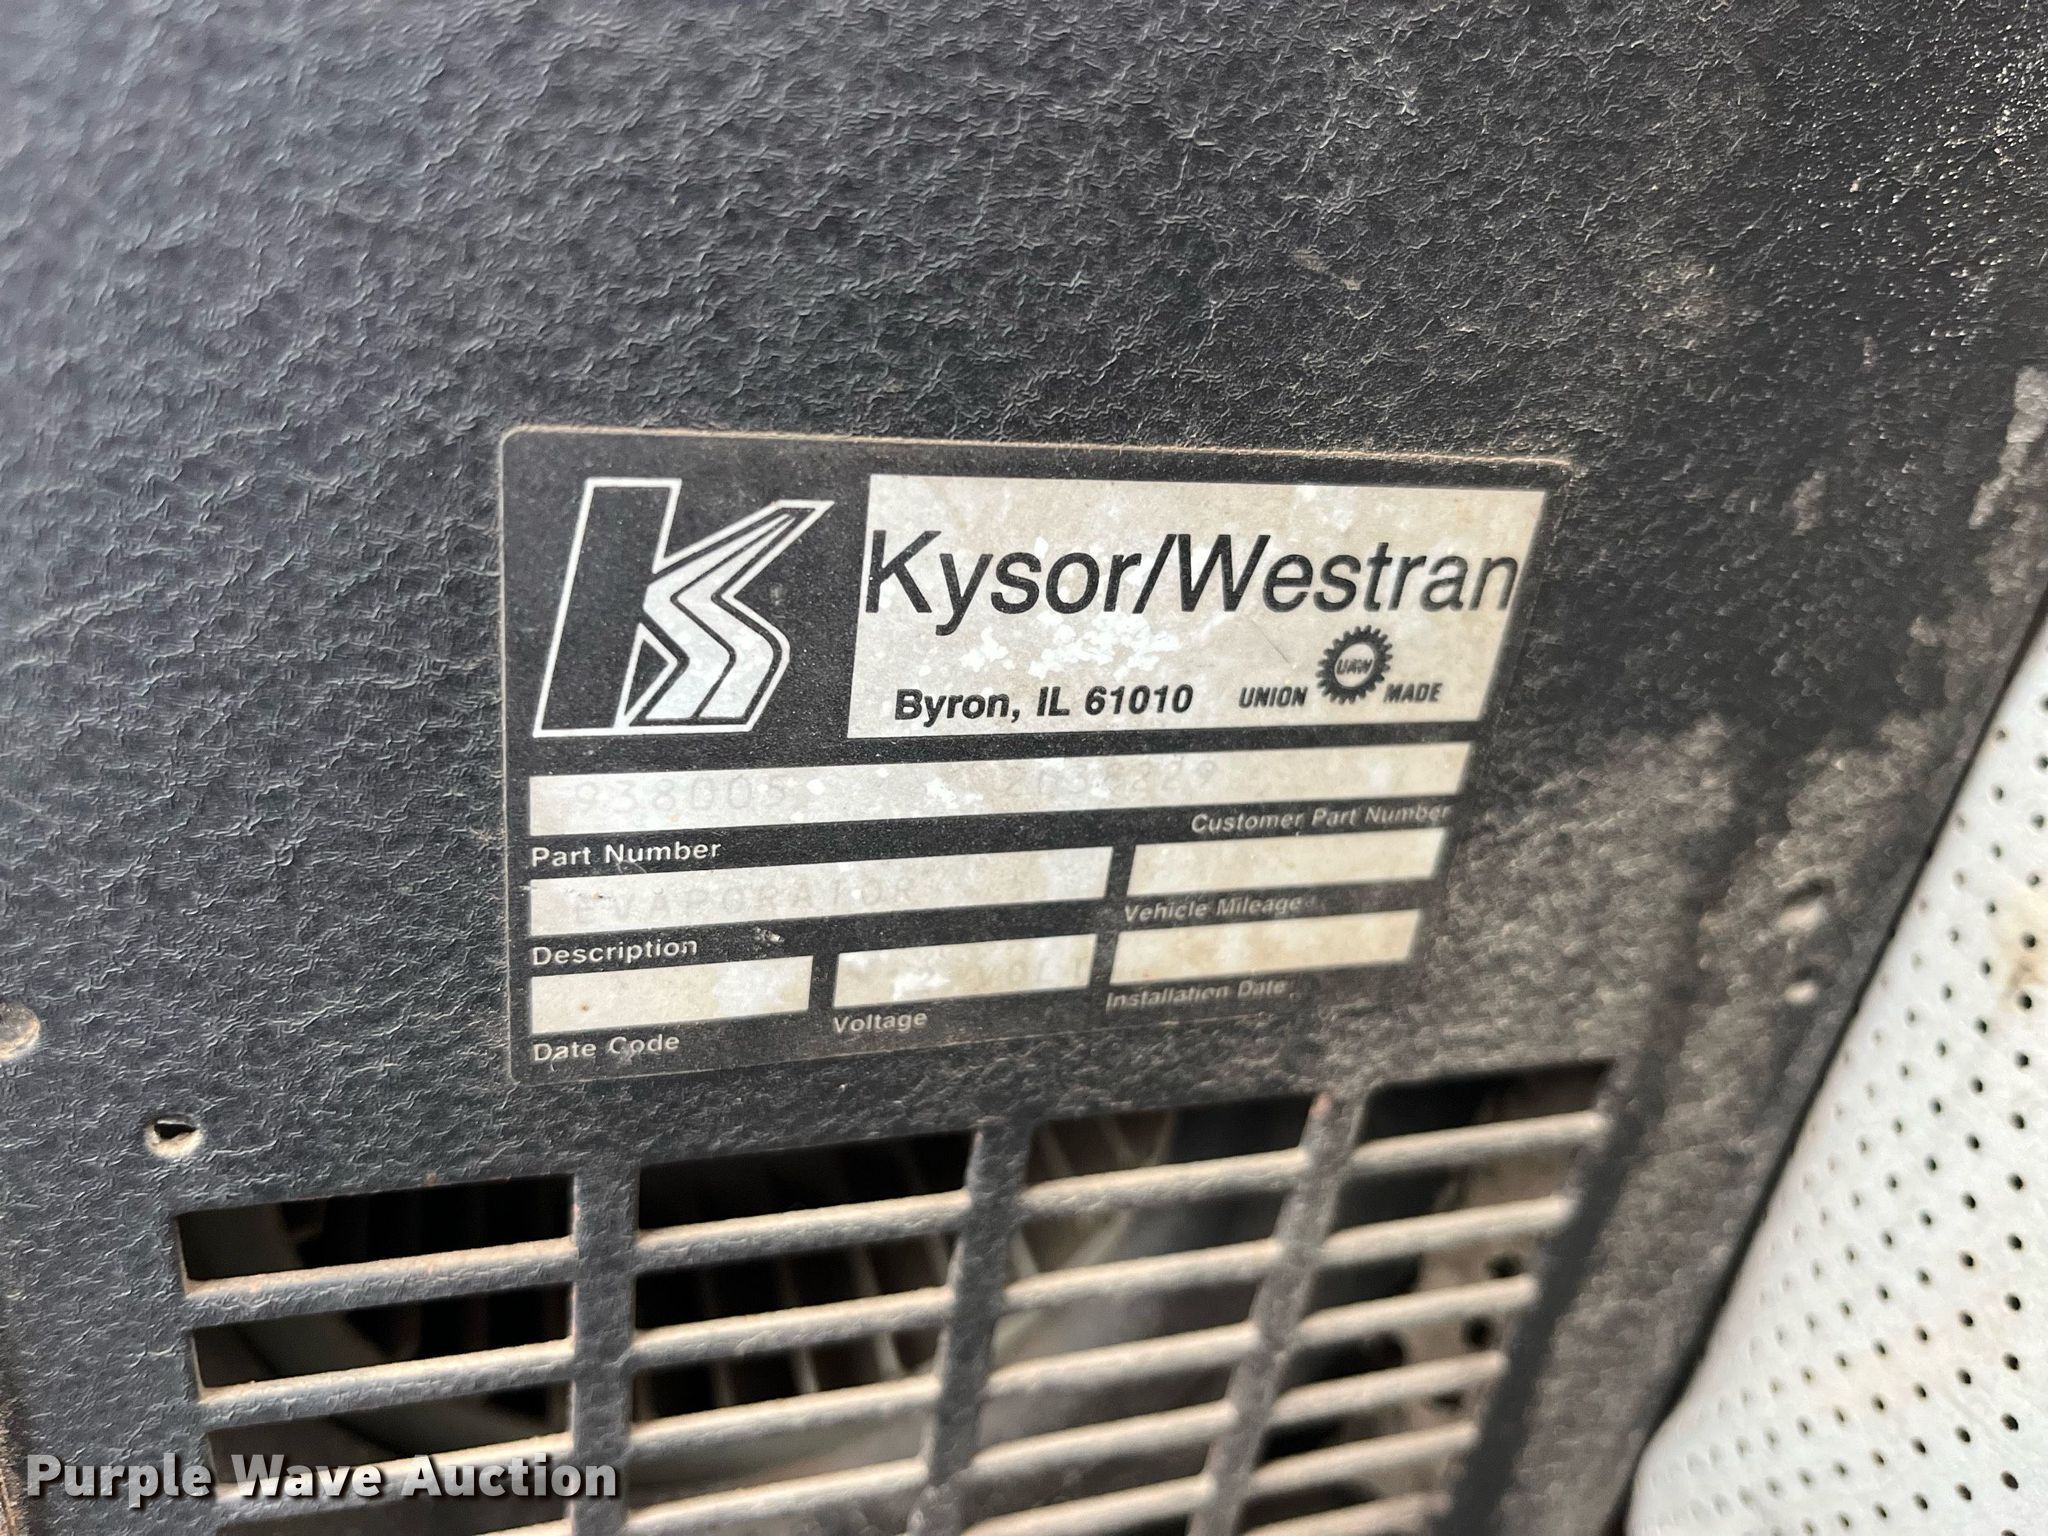 Kysor/Westran
Byron, IL 61010 UNION UAW MADE
938005
Part Number Customer Part Number
EVAPORATOR
Description Vehicle Mileage
Date Code Voltage Installation Date
Purple Wave Auction